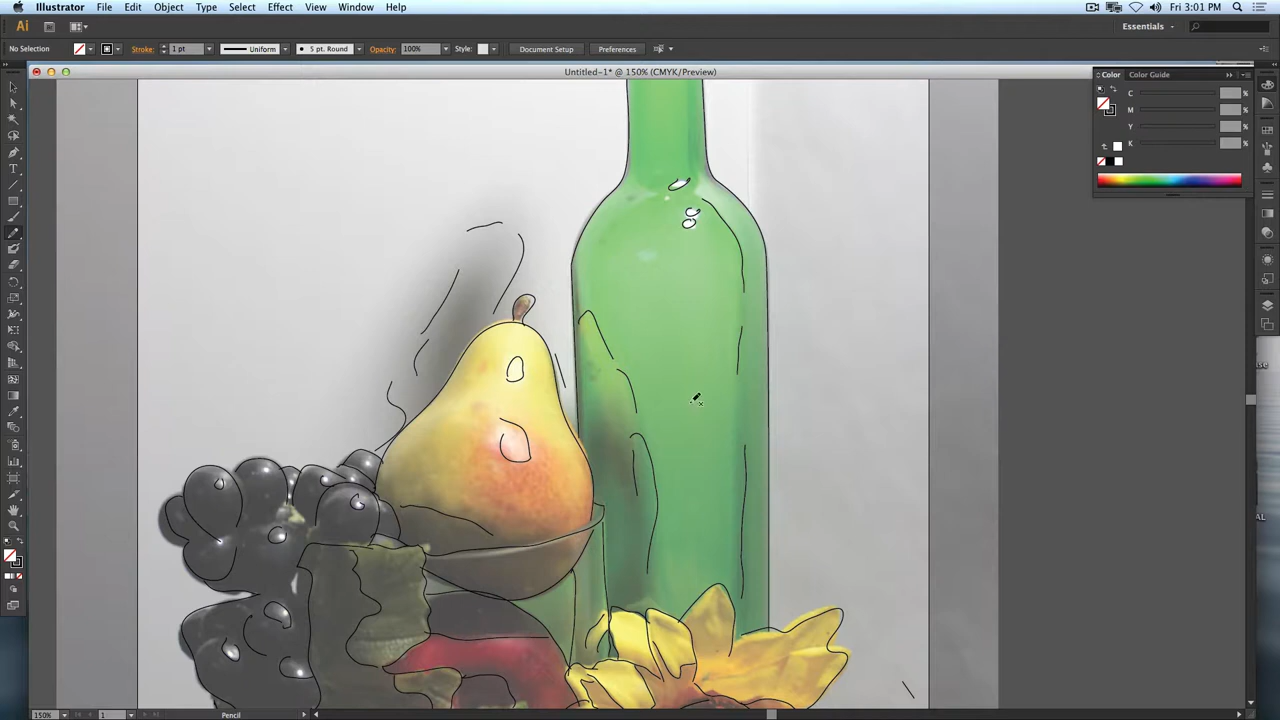 Illustrator File Edit Object Type Select Effect View Window Help Fri 3:01 PM
Ai Essentials
No Selection Stroke: 1 pt Uniform 5 pt. Round Opacity: 100% Style: Document Setup Preferences
Untitled-1* @ 150% (CMYK/Preview)
Color Color Guide
C %
M %
Y %
K %
150% 1 Pencil